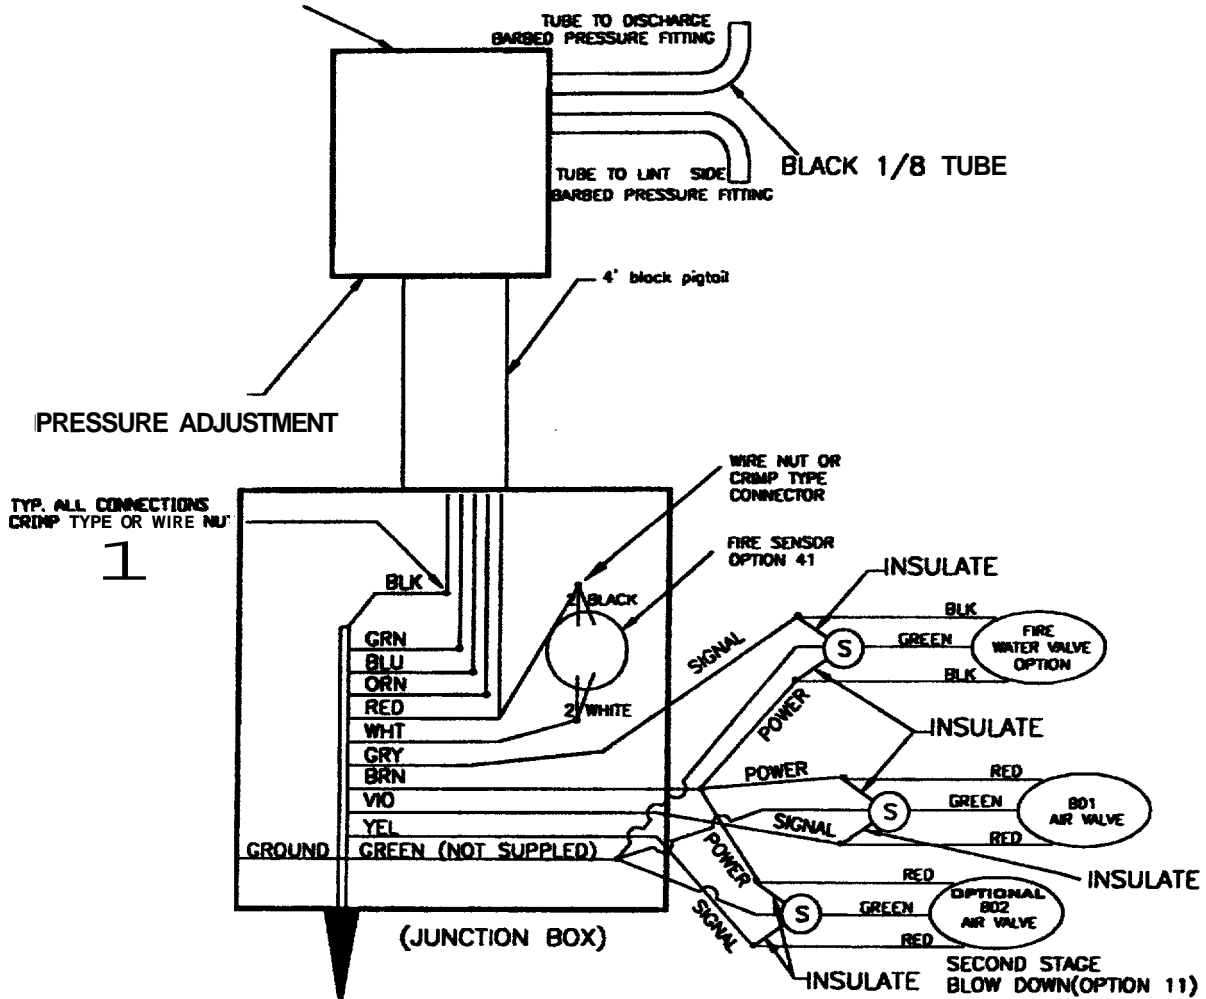 TUBE TO DISCHARGE
BARBED PRESSURE FITTING
BLACK 1/8 TUBE
TUBE TO LINT SIDE
BARBED PRESSURE FITTING
4' black pigtail
PRESSURE ADJUSTMENT
WIRE NUT OR
CRIMP TYPE
CONNECTOR
TYP. ALL CONNECTIONS
CRIMP TYPE OR WIRE NU
1
FIRE SENSOR
OPTION 41
INSULATE
BLK
2 BLACK
BLK
GRN
SIGNAL
S
GREEN
FIRE
WATER VALVE
OPTION
BLU
BLK
ORN
RED
2 WHITE
POWER
INSULATE
WHT
GRY
BRN
POWER
RED
VIO
S
GREEN
BD1
AIR VALVE
YEL
SIGNAL
RED
GROUND
GREEN (NOT SUPPLED)
POWER
RED
INSULATE
S
GREEN
OPTIONAL
BD2
AIR VALVE
SIGNAL
RED
(JUNCTION BOX)
INSULATE
SECOND STAGE
BLOW DOWN(OPTION 11)